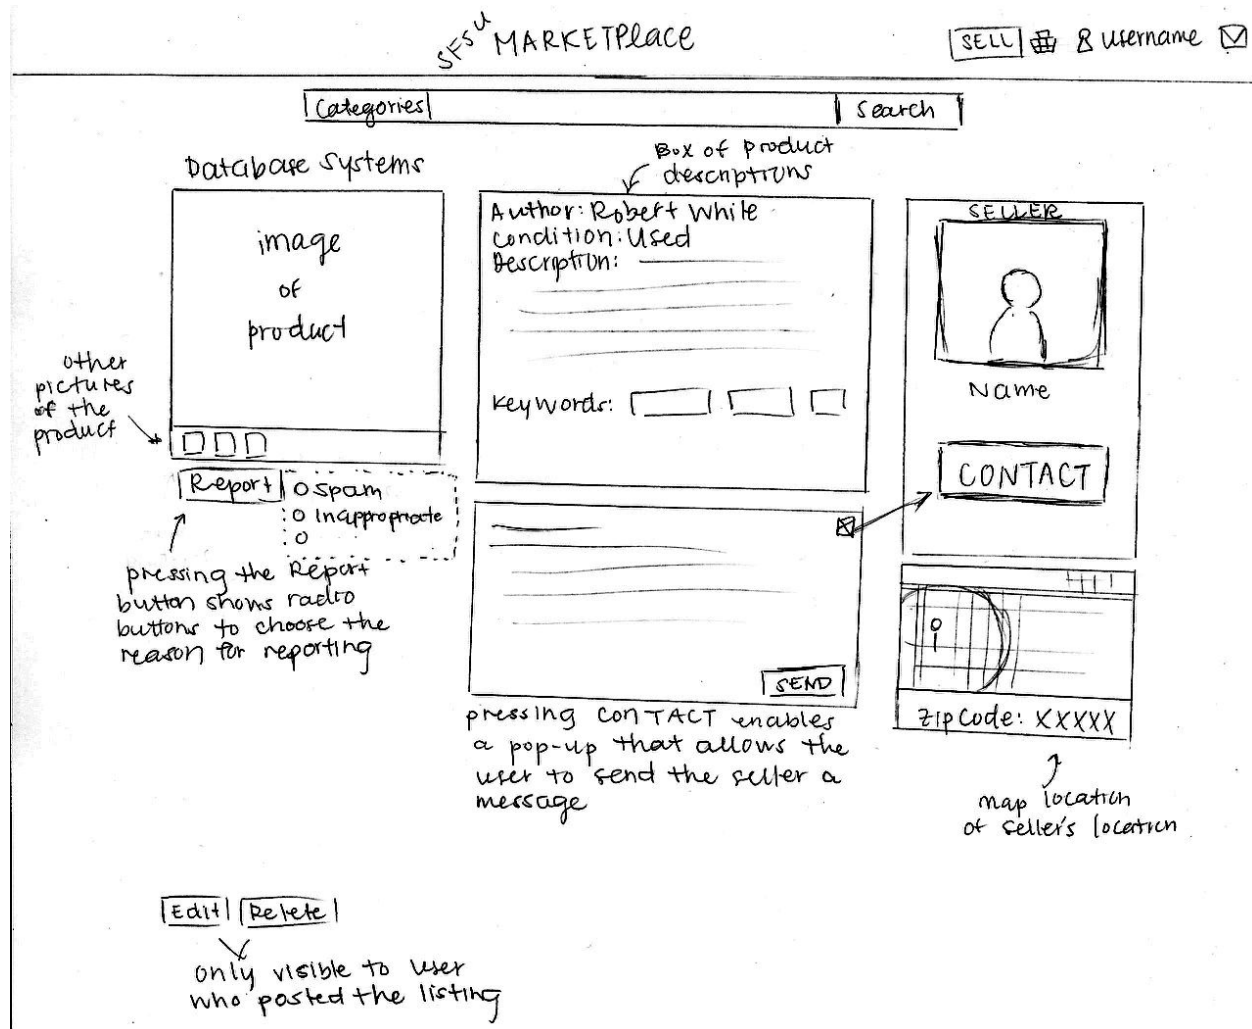 SFSU MARKETPlace
SELL username
Categories Search
Database Systems
image
of
product
other
pictures
of the
product
Report
Spam
Inappropriate
pressing the Report
button shows radio
buttons to choose the
reason for reporting
Box of product
descriptions
Author: Robert White
Condition: Used
Description:
Keywords:
SEND
pressing CONTACT enables
a pop-up that allows the
user to send the seller a
message
SELLER
Name
CONTACT
Zip Code: XXXXX
map location
of seller's location
Edit Delete
only visible to user
who posted the listing